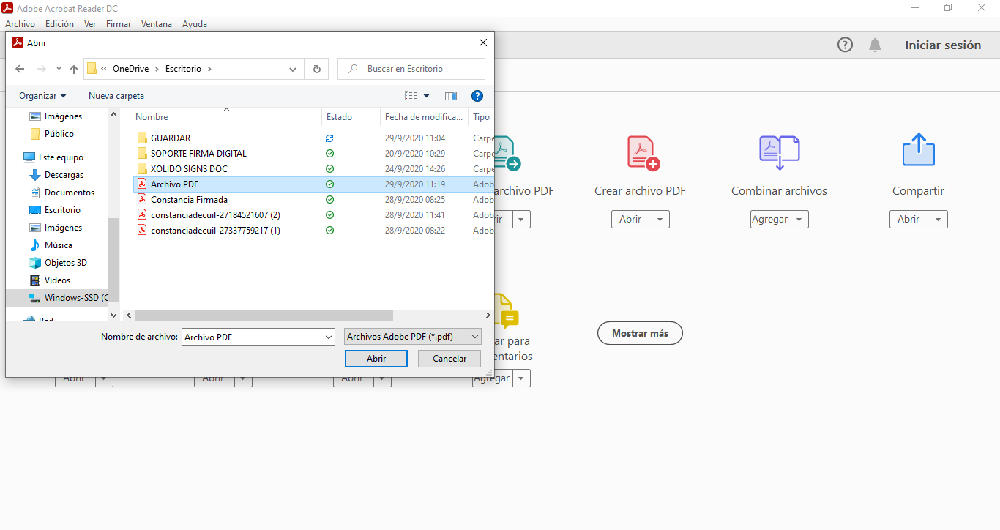 Adobe Acrobat Reader DC
Archivo Edición Ver Firmar Ventana Ayuda
Abrir
Iniciar sesión
« OneDrive › Escritorio ›
Buscar en Escritorio
Organizar Nueva carpeta
Imágenes
Público
Este equipo
Descargas
Documentos
Escritorio
Imágenes
Música
Objetos 3D
Videos
Windows-SSD (C
Red
Nombre Estado Fecha de modifica... Tipo
GUARDAR 29/9/2020 11:04 Carpe
SOPORTE FIRMA DIGITAL 20/9/2020 10:29 Carpe
XOLIDO SIGNS DOC 24/9/2020 14:26 Carpe
Archivo PDF 29/9/2020 11:19 Adob
Constancia Firmada 28/9/2020 08:25 Adob
constanciadecuil-27184521607 (2) 28/9/2020 11:41 Adob
constanciadecuil-27337759217 (1) 28/9/2020 08:22 Adob
Nombre de archivo: Archivo PDF Archivos Adobe PDF (*.pdf)
Abrir Cancelar
archivo PDF
rir
Crear archivo PDF
Abrir
Combinar archivos
Agregar
Compartir
Abrir
ar para
entarios
Mostrar más
Abrir Abrir Abrir Agregar